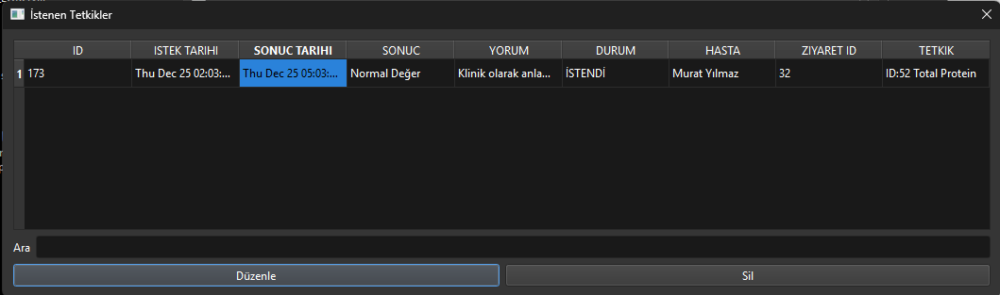 İstenen Tetkikler
ID ISTEK TARIHI SONUC TARIHI SONUC YORUM DURUM HASTA ZIYARET ID TETKIK
1 173 Thu Dec 25 02:03:... Thu Dec 25 05:03:... Normal Değer Klinik olarak anla... İSTENDİ Murat Yılmaz 32 ID:52 Total Protein
Ara
Düzenle Sil